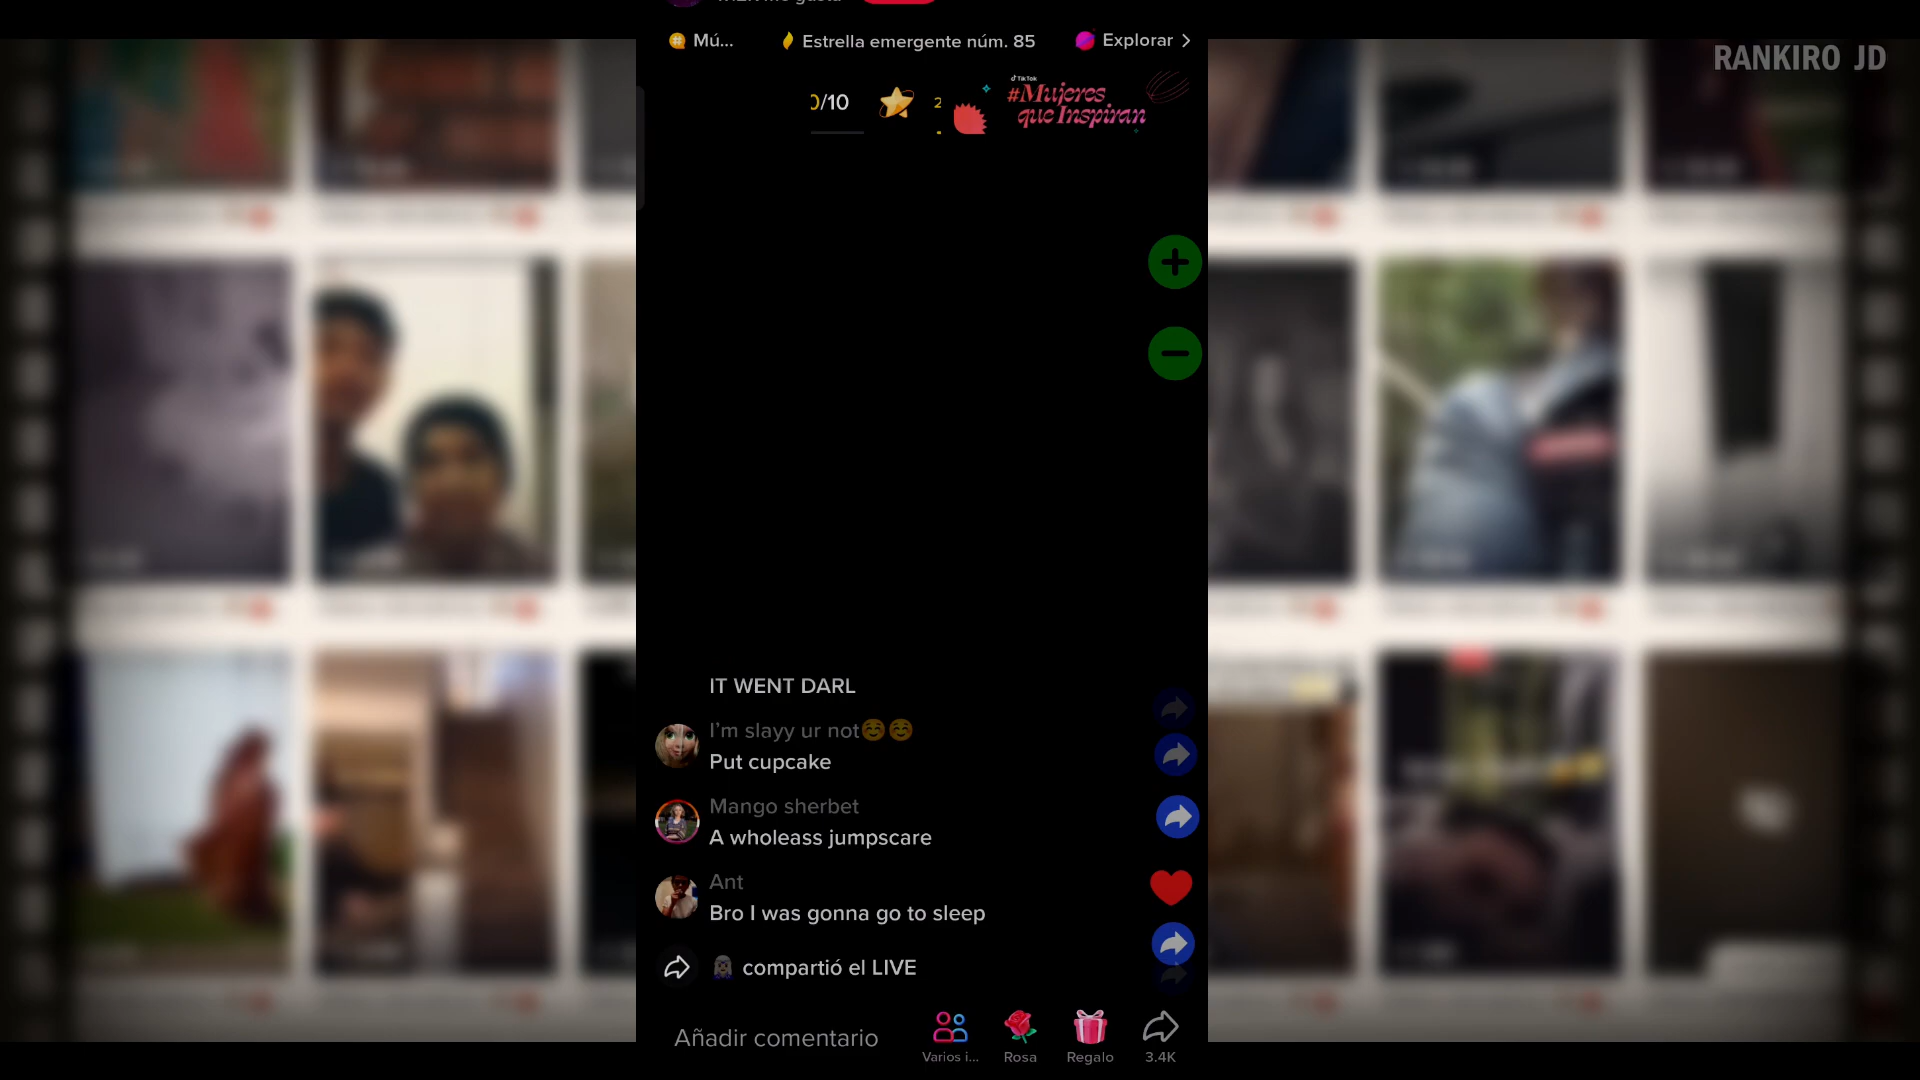 RANKIRO JD
Mú...
Estrella emergente núm. 85
Explorar
0/10
2
TikTok
#Mujeres
que Inspiran
IT WENT DARL
I'm slayy ur not☺️☺️
Put cupcake
Mango sherbet
A wholeass jumpscare
Ant
Bro I was gonna go to sleep
compartió el LIVE
Añadir comentario
Varios i...
Rosa
Regalo
3.4K